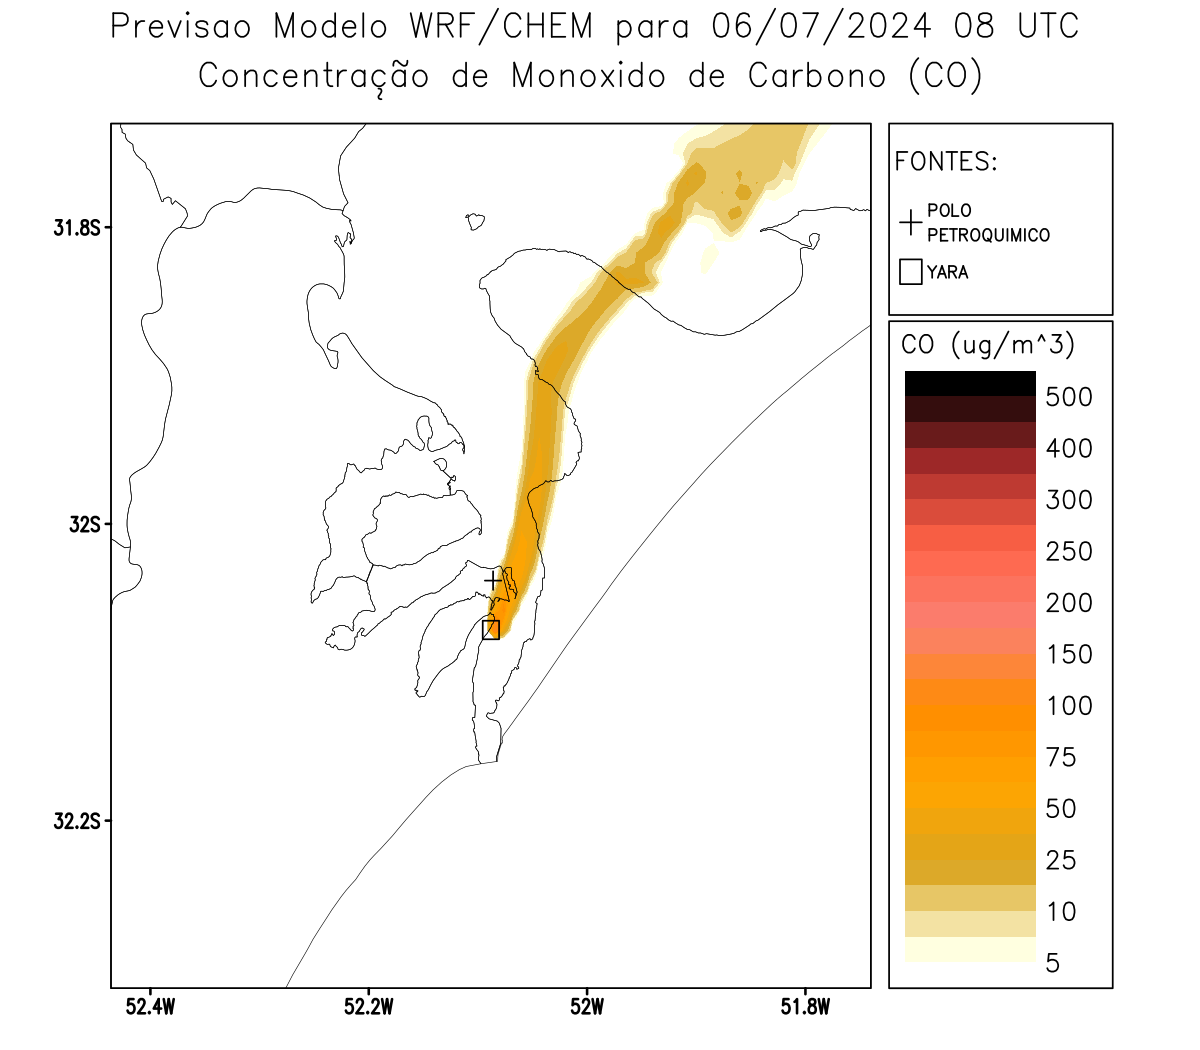 Previsao Modelo WRF/CHEM para 06/07/2024 08 UTC
Concentração de Monoxido de Carbono (CO)
FONTES:
POLO
PETROQUIMICO
YARA
31.8S
32S
32.2S
52.4W
52.2W
52W
51.8W
CO (ug/m^3)
500
400
300
250
200
150
100
75
50
25
10
5